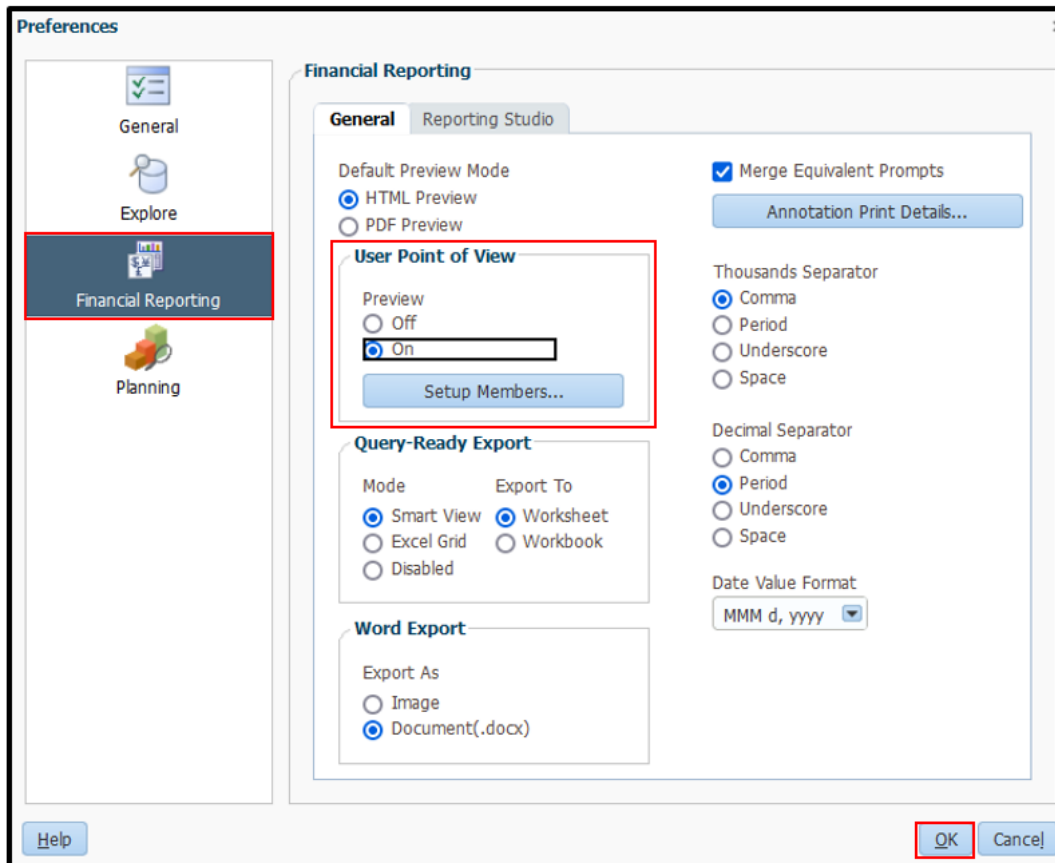 Preferences
General
Explore
Financial Reporting
Planning
Financial Reporting
General Reporting Studio
Default Preview Mode
HTML Preview
PDF Preview
User Point of View
Preview
Off
On
Setup Members...
Query-Ready Export
Mode Export To
Smart View Worksheet
Excel Grid Workbook
Disabled
Word Export
Export As
Image
Document(.docx)
Merge Equivalent Prompts
Annotation Print Details...
Thousands Separator
Comma
Period
Underscore
Space
Decimal Separator
Comma
Period
Underscore
Space
Date Value Format
MMM d, yyyy
Help OK Cancel